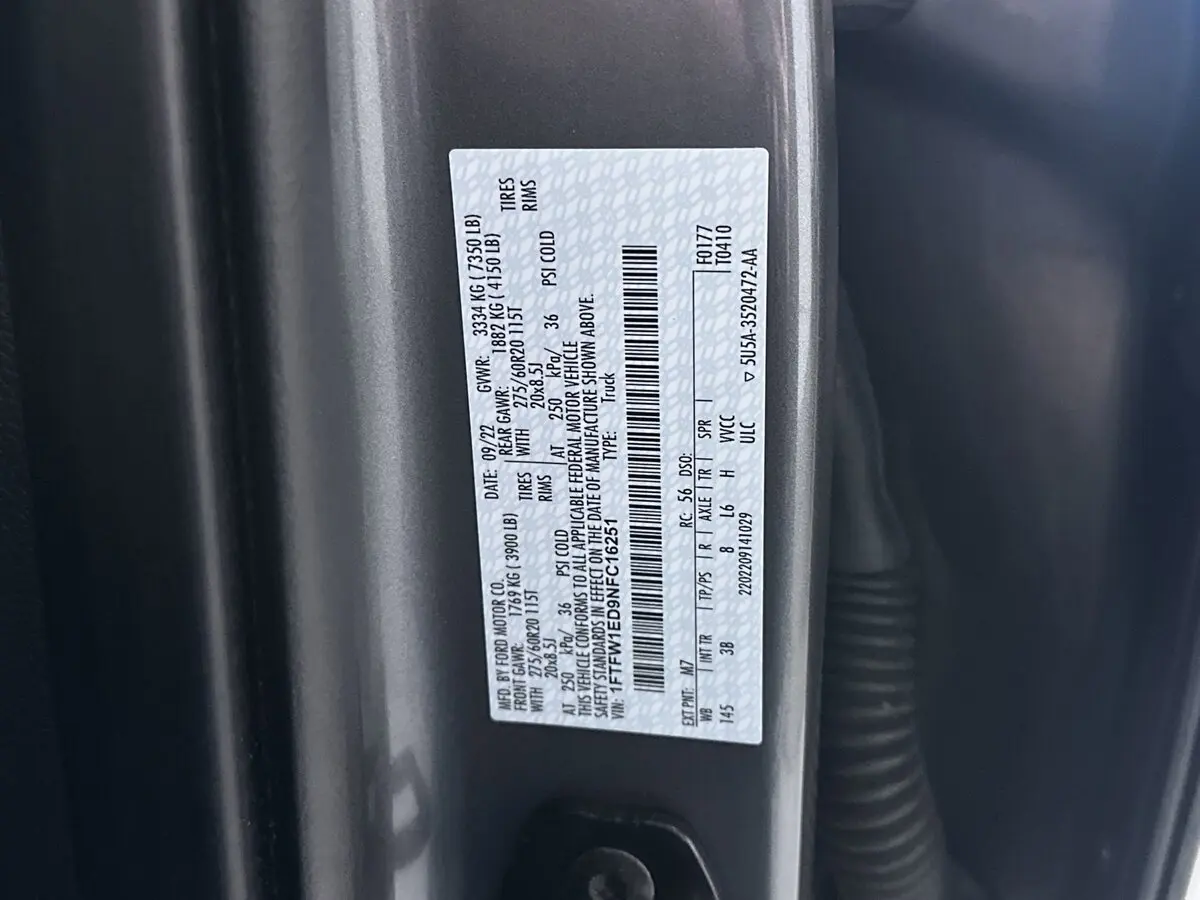 MFD. BY FORD MOTOR CO. DATE: 09/22 GVWR: 3334 KG ( 7350 LB)
FRONT GAWR: 1769 KG ( 3900 LB) REAR GAWR: 1882 KG ( 4150 LB)
WITH 275/60R20 115T TIRES WITH 275/60R20 115T TIRES
20x8.5J RIMS 20x8.5J RIMS
AT 250 kPa/ 36 PSI COLD AT 250 kPa/ 36 PSI COLD
THIS VEHICLE CONFORMS TO ALL APPLICABLE FEDERAL MOTOR VEHICLE
SAFETY STANDARDS IN EFFECT ON THE DATE OF MANUFACTURE SHOWN ABOVE.
VIN: 1FTFW1ED9NFC16251 TYPE: Truck
EXT PNT: M7 RC: 56 DSO: F0177
WB INT TR TP/PS R AXLE TR SPR T0410
145 3B 8 L6 H VVCC
2202209141029 ULC ▽ 5U5A-3520472-AA